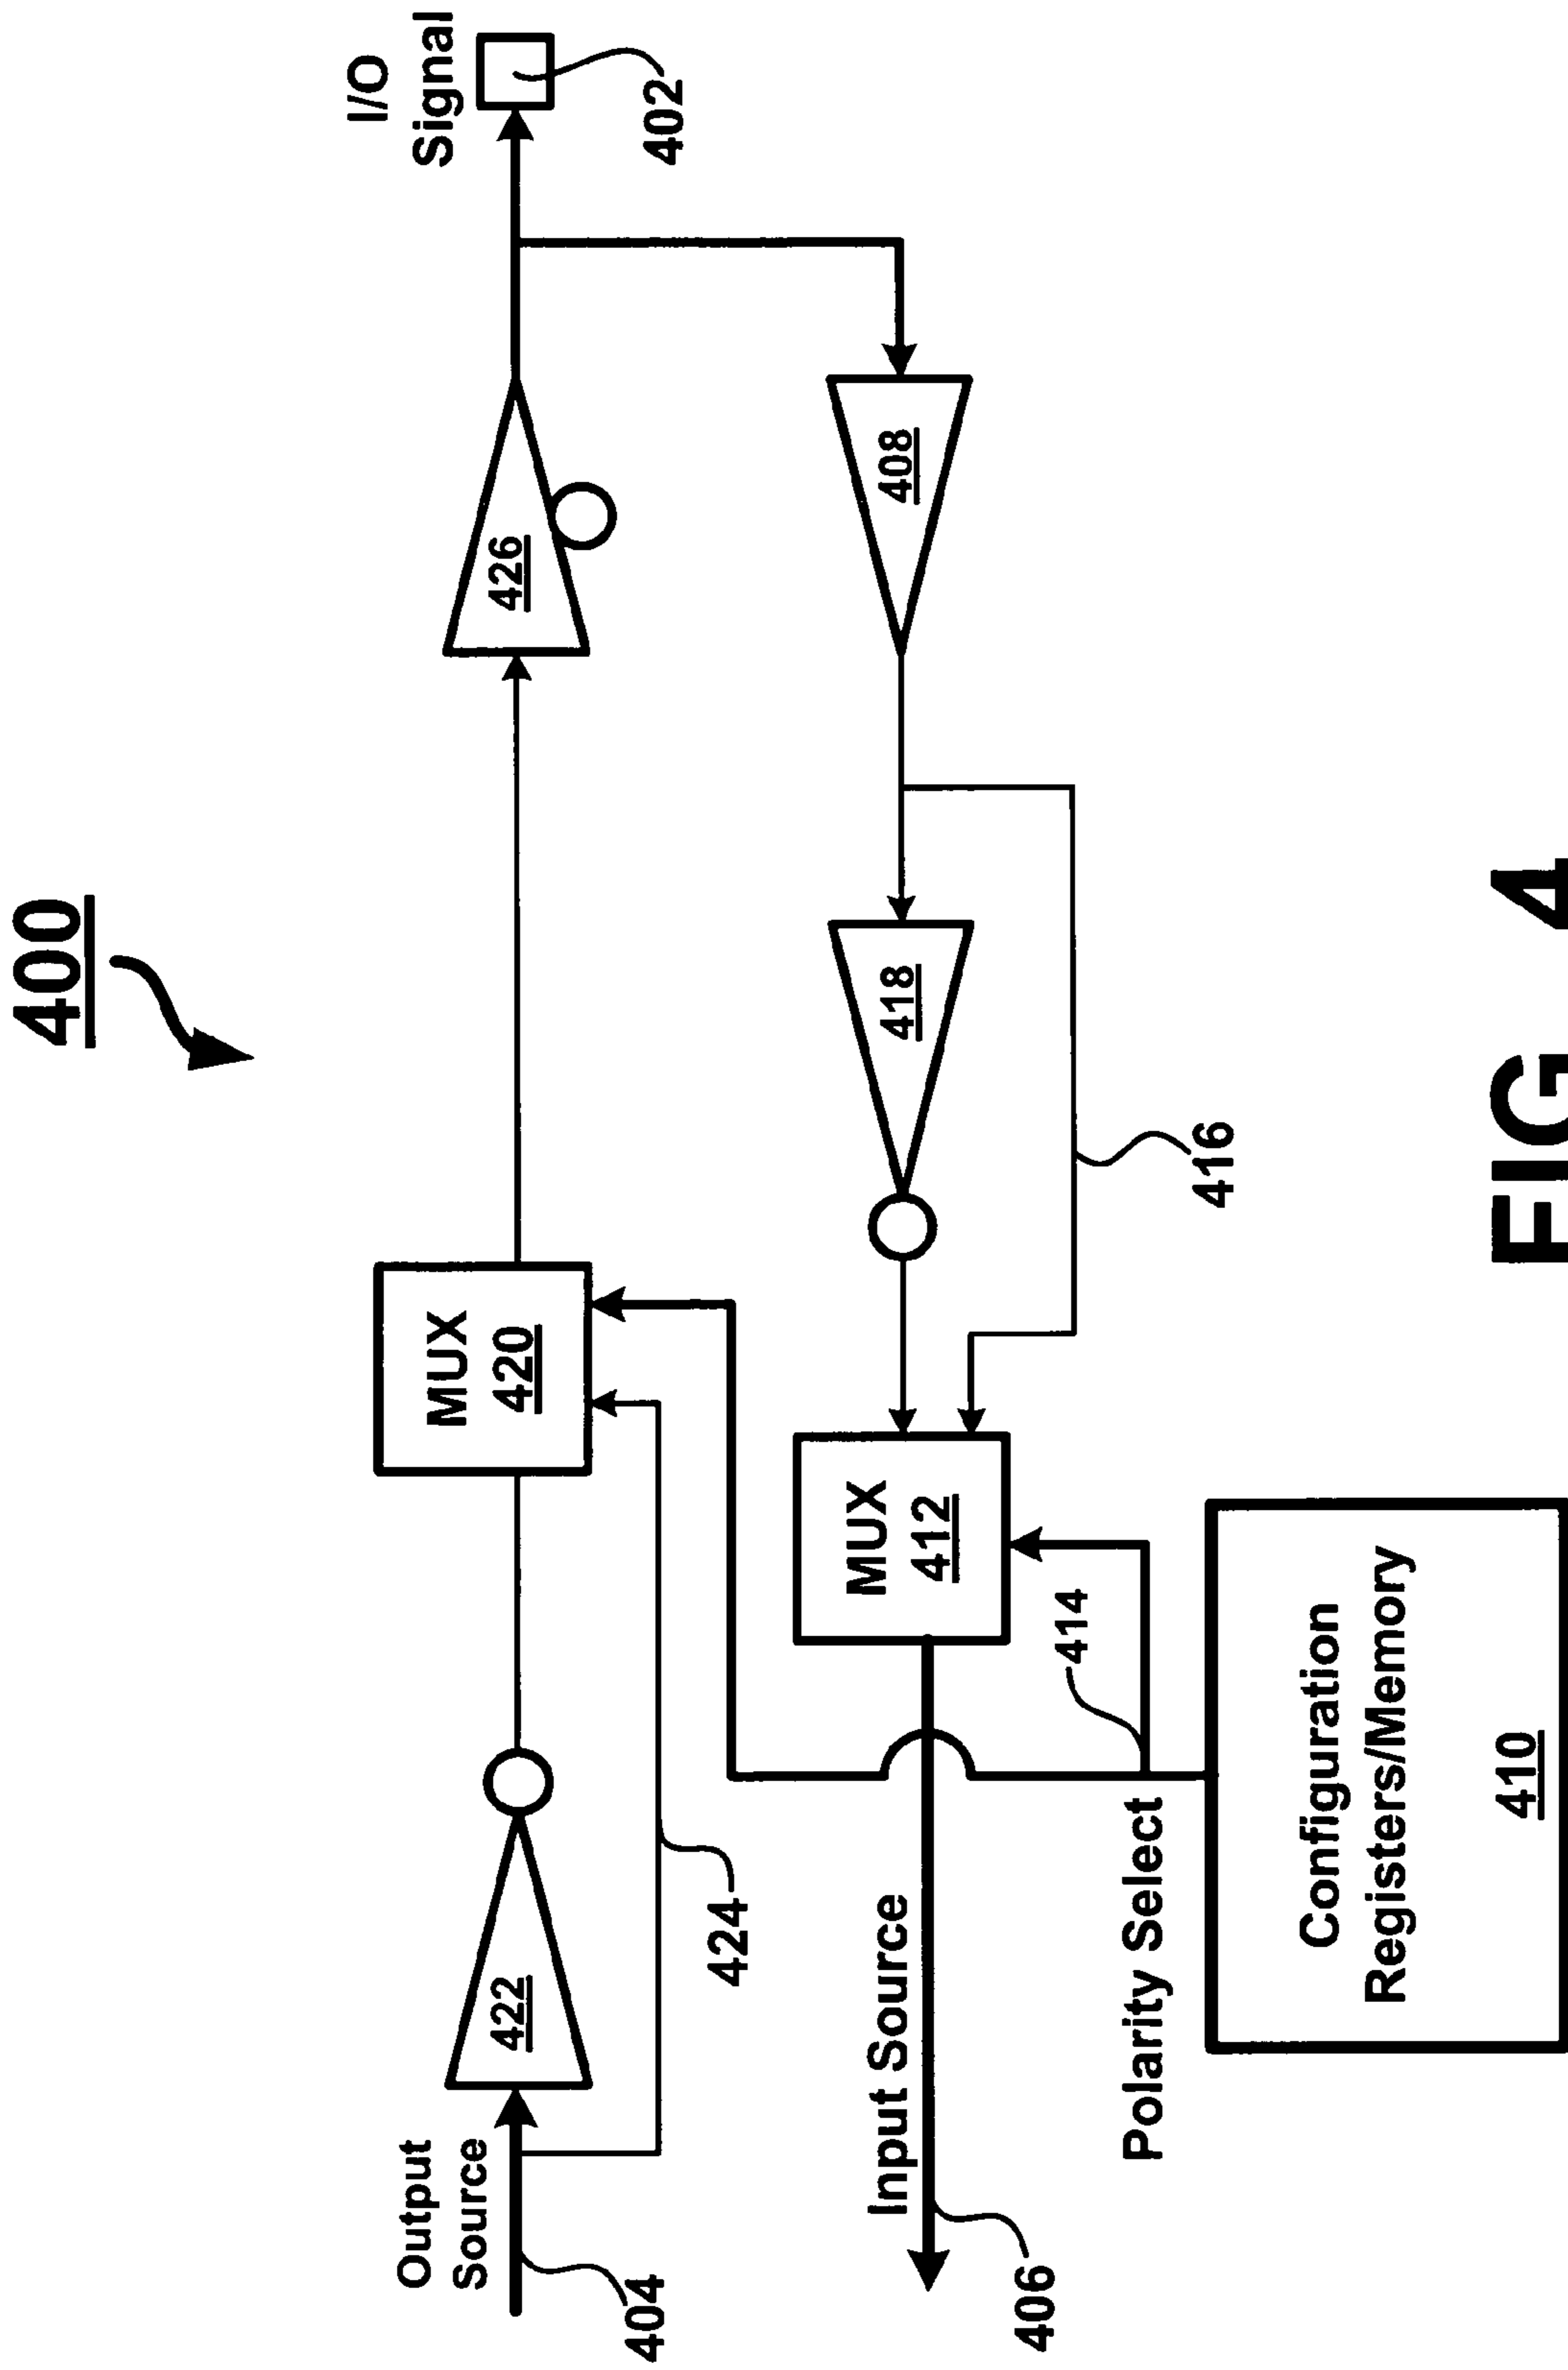 400
I/O
Signal
402
426
408
418
416
MUX
420
MUX
412
422
424
Output
Source
404
Input Source
406
414
Polarity Select
Configuration
Registers/Memory
410
FIG. 4